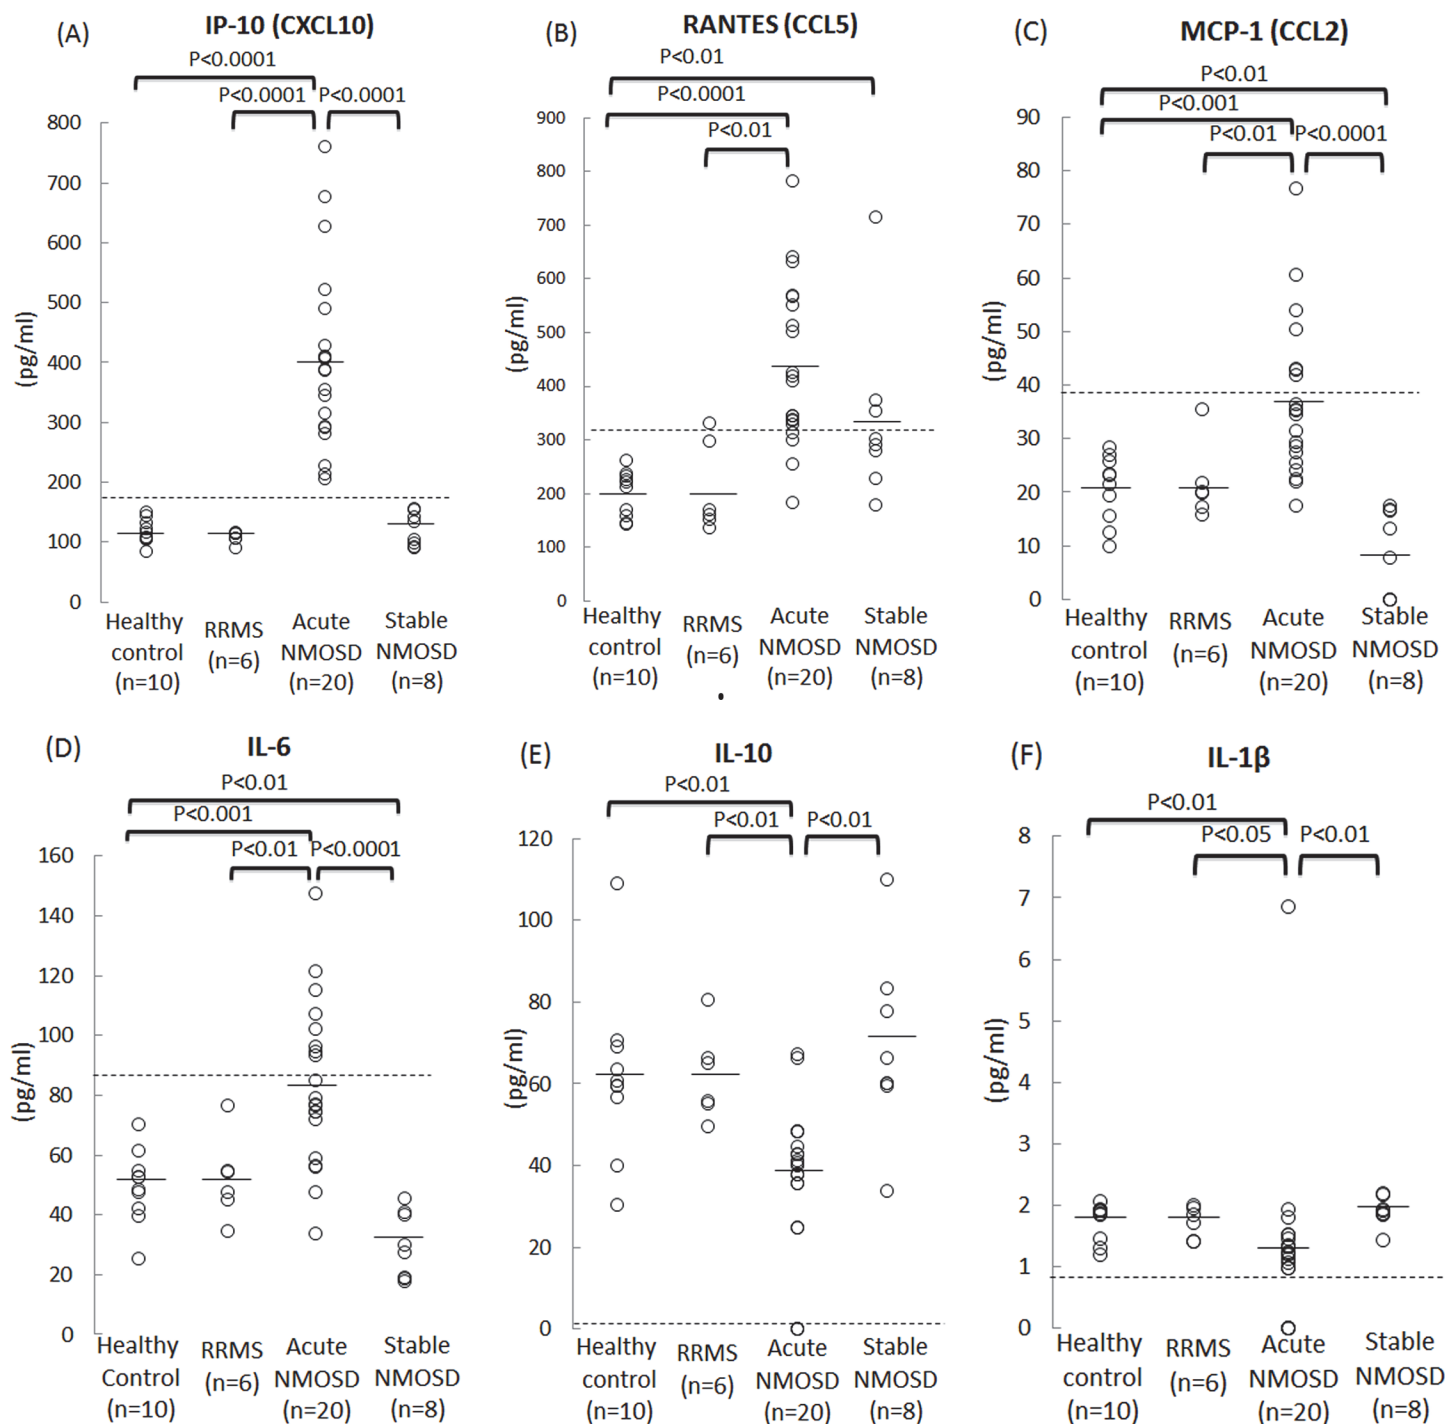 (A) IP-10 (CXCL10)
P<0.0001
P<0.0001 P<0.0001
800
700
600
500
400
300
200
100
0
(pg/ml)
Healthy control (n=10)
RRMS (n=6)
Acute NMOSD (n=20)
Stable NMOSD (n=8)
(B) RANTES (CCL5)
P<0.01
P<0.0001
P<0.01
900
800
700
600
500
400
300
200
100
0
(pg/ml)
Healthy control (n=10)
RRMS (n=6)
Acute NMOSD (n=20)
Stable NMOSD (n=8)
(C) MCP-1 (CCL2)
P<0.01
P<0.001
P<0.01 P<0.0001
90
80
70
60
50
40
30
20
10
0
(pg/ml)
Healthy control (n=10)
RRMS (n=6)
Acute NMOSD (n=20)
Stable NMOSD (n=8)
(D) IL-6
P<0.01
P<0.001
P<0.01 P<0.0001
160
140
120
100
80
60
40
20
0
(pg/ml)
Healthy Control (n=10)
RRMS (n=6)
Acute NMOSD (n=20)
Stable NMOSD (n=8)
(E) IL-10
P<0.01
P<0.01 P<0.01
120
100
80
60
40
20
0
(pg/ml)
Healthy control (n=10)
RRMS (n=6)
Acute NMOSD (n=20)
Stable NMOSD (n=8)
(F) IL-1β
P<0.01
P<0.05 P<0.01
8
7
6
5
4
3
2
1
0
(pg/ml)
Healthy control (n=10)
RRMS (n=6)
Acute NMOSD (n=20)
Stable NMOSD (n=8)